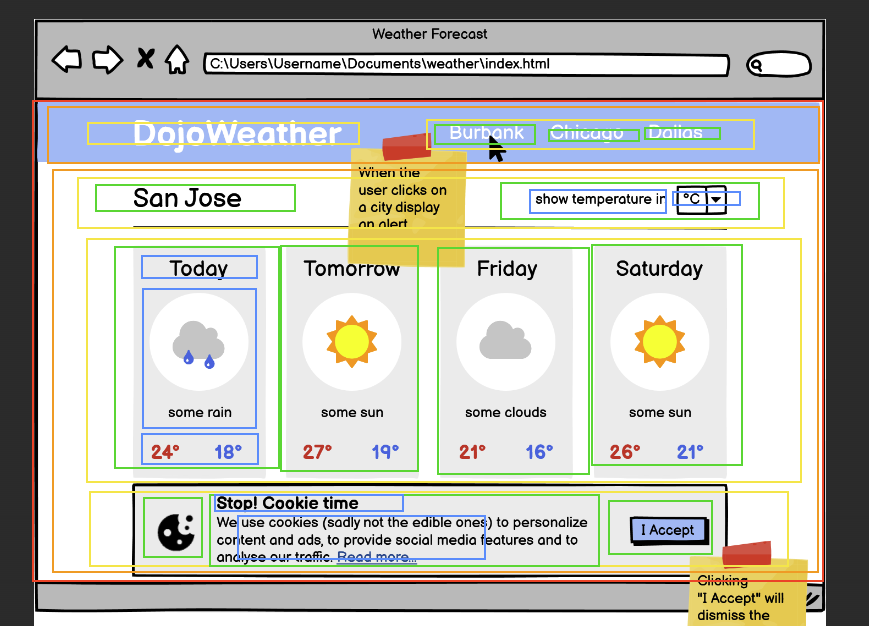 Weather Forecast
C:\Users\Username\Documents\weather\index.html
DojoWeather
Burbank Chicago Dallas
When the
user clicks on
a city display
an alert
San Jose
show temperature in °C
Today Tomorrow Friday Saturday
some rain some sun some clouds some sun
24° 18° 27° 19° 21° 16° 26° 21°
Stop! Cookie time
We use cookies (sadly not the edible ones) to personalize
content and ads, to provide social media features and to
analyse our traffic. Read more...
I Accept
Clicking
"I Accept" will
dismiss the